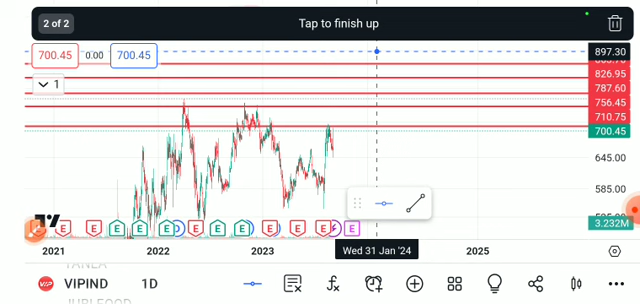 2 of 2
Tap to finish up
700.45
0.00
700.45
1
897.30
826.95
787.60
756.45
710.75
700.45
645.00
585.00
3.232M
E E E E E E E E E E E E
2021
2022
2023
Wed 31 Jan '24
2025
VIP
VIPIND
1D